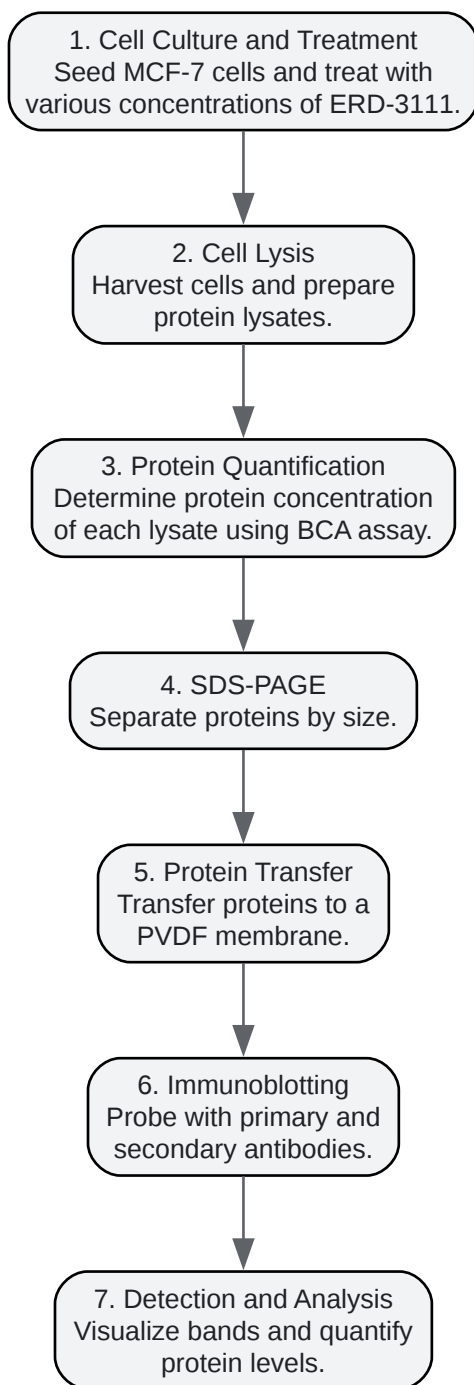 1. Cell Culture and Treatment
Seed MCF-7 cells and treat with
various concentrations of ERD-3111.
2. Cell Lysis
Harvest cells and prepare
protein lysates.
3. Protein Quantification
Determine protein concentration
of each lysate using BCA assay.
4. SDS-PAGE
Separate proteins by size.
5. Protein Transfer
Transfer proteins to a
PVDF membrane.
6. Immunoblotting
Probe with primary and
secondary antibodies.
7. Detection and Analysis
Visualize bands and quantify
protein levels.